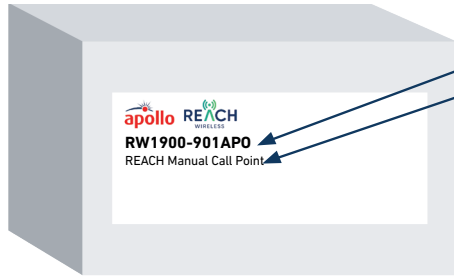 apollo REACH
WIRELESS
RW1900-901APO
REACH Manual Call Point